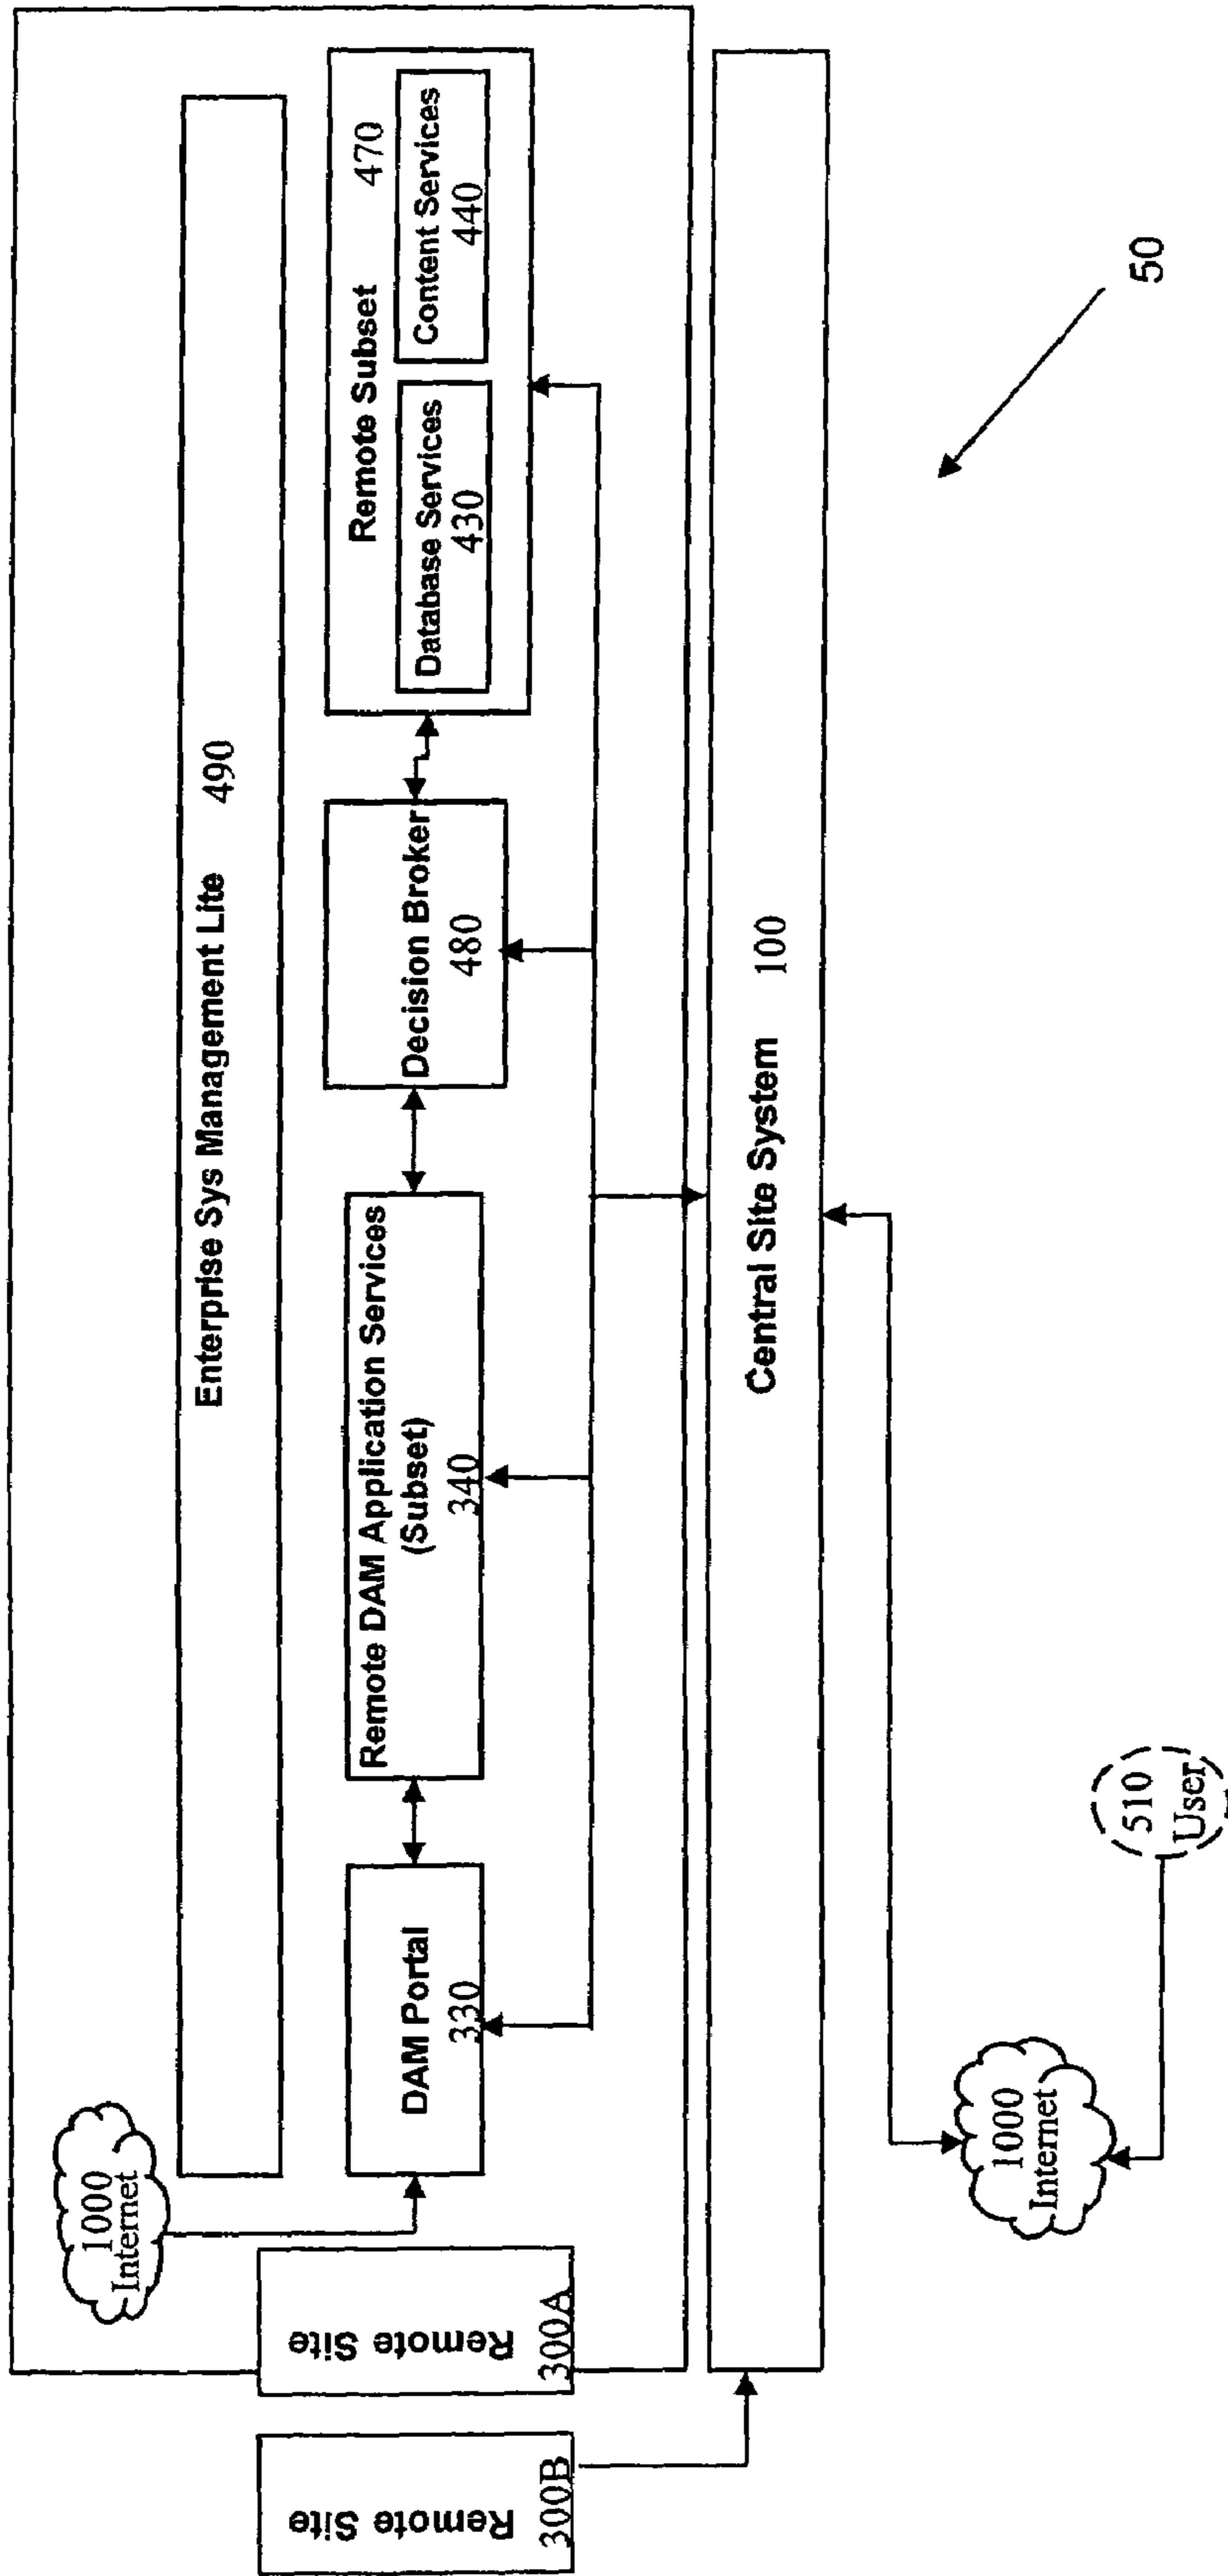 1000
Internet
Enterprise Sys Management Lite 490
Remote Site
300B
Remote Site
300A
DAM Portal
330
Remote DAM Application Services
(Subset)
340
Decision Broker
480
Remote Subset 470
Database Services
430
Content Services
440
Central Site System 100
1000
Internet
510
User
50